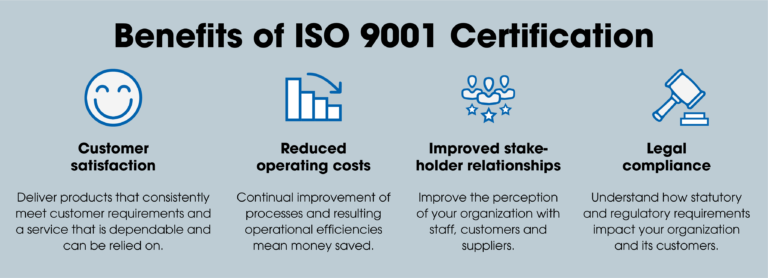 Benefits of ISO 9001 Certification
Customer
satisfaction
Deliver products that consistently
meet customer requirements and
a service that is dependable and
can be relied on.
Reduced
operating costs
Continual improvement of
processes and resulting
operational efficiencies
mean money saved.
Improved stake-
holder relationships
Improve the perception
of your organization with
staff, customers and
suppliers.
Legal
compliance
Understand how statutory
and regulatory requirements
impact your organization
and its customers.